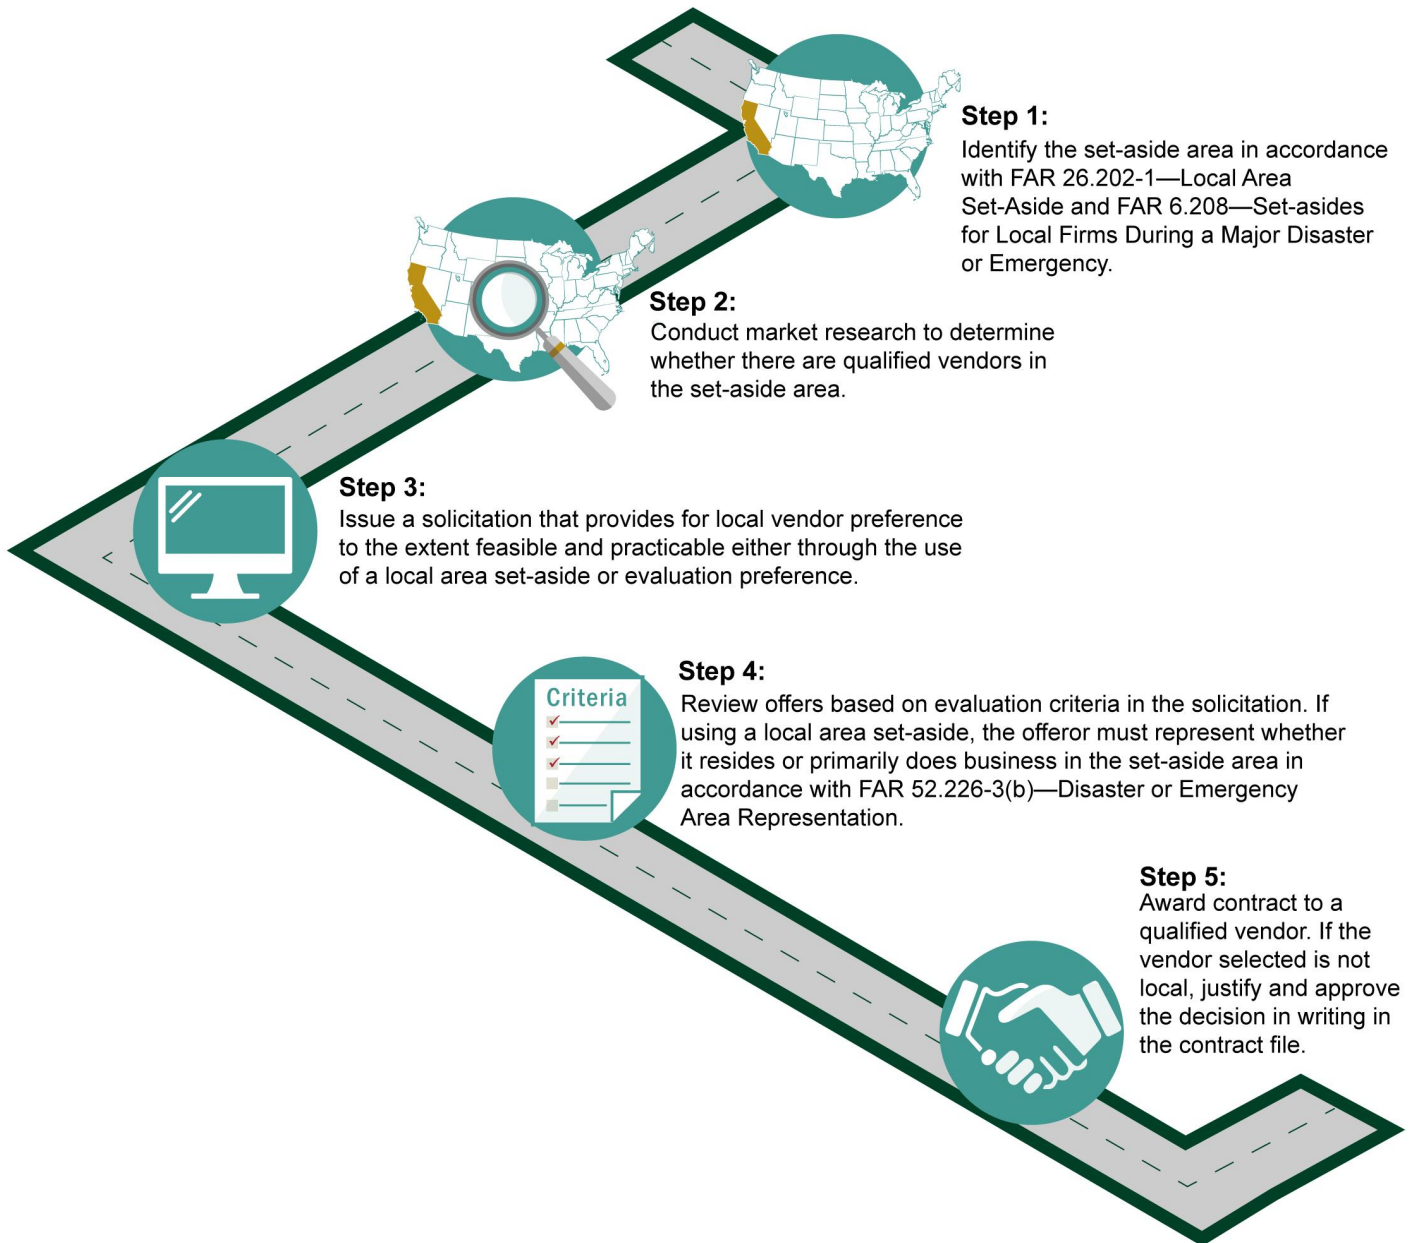 Step 1:
Identify the set-aside area in accordance
with FAR 26.202-1—Local Area
Set-Aside and FAR 6.208—Set-asides
for Local Firms During a Major Disaster
or Emergency.
Step 2:
Conduct market research to determine
whether there are qualified vendors in
the set-aside area.
Step 3:
Issue a solicitation that provides for local vendor preference
to the extent feasible and practicable either through the use
of a local area set-aside or evaluation preference.
Criteria
Step 4:
Review offers based on evaluation criteria in the solicitation. If
using a local area set-aside, the offeror must represent whether
it resides or primarily does business in the set-aside area in
accordance with FAR 52.226-3(b)—Disaster or Emergency
Area Representation.
Step 5:
Award contract to a
qualified vendor. If the
vendor selected is not
local, justify and approve
the decision in writing in
the contract file.